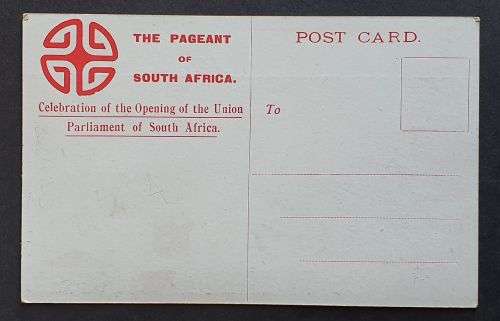 THE PAGEANT
OF
SOUTH AFRICA.
Celebration of the Opening of the Union
Parliament of South Africa.
POST CARD.
To